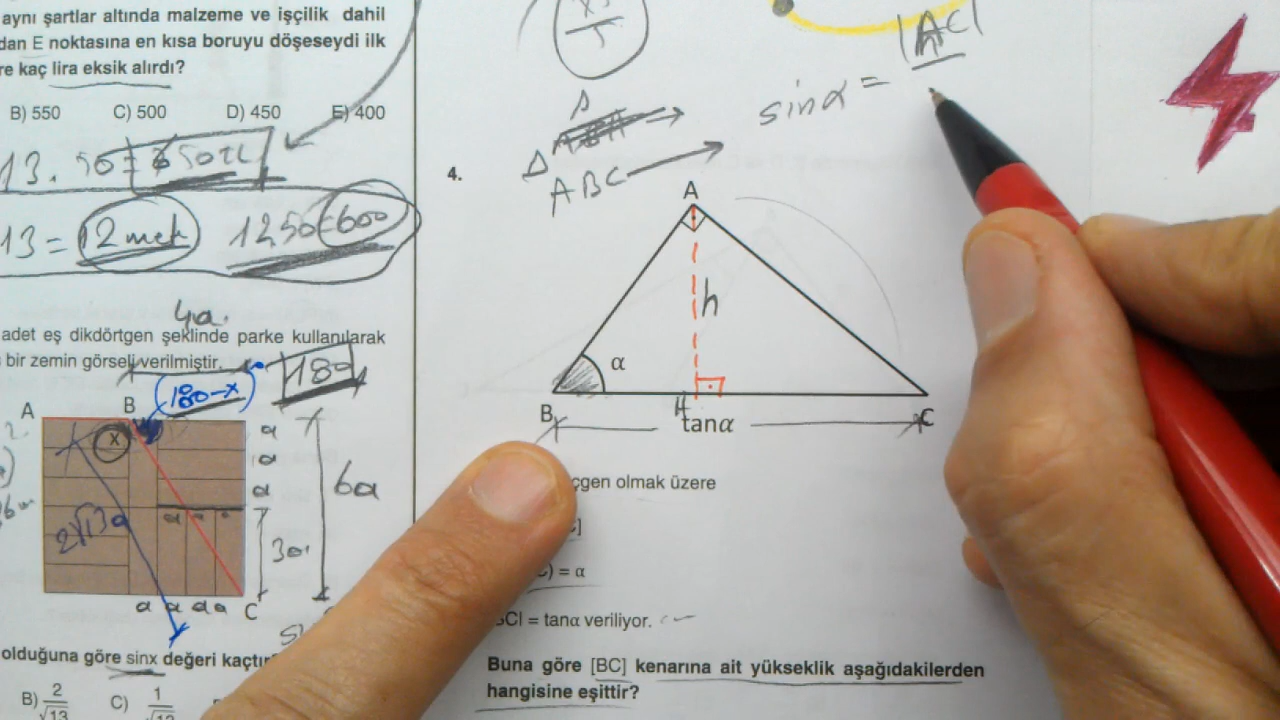 aynı şartlar altında malzeme ve işçilik dahil
dan E noktasına en kısa boruyu döşeseydi ilk
re kaç lira eksik alırdı?
B) 550 C) 500 D) 450 E) 400
13 = 12 met 1250-600
4a
adet eş dikdörtgen şeklinde parke kullanılarak
bir zemin görseli verilmiştir.
(180-x) 180
A B
x
a
a
a
6a
a
2√13a
3a
a a a a C
olduğuna göre sinx değeri kaçtır
B) 2/√13 C) 1/√13
sinα = |AC|
ABC
4.
A
h
α
B H C
tanα
çgen olmak üzere
) = α
BC| = tanα veriliyor.
Buna göre [BC] kenarına ait yükseklik aşağıdakilerden
hangisine eşittir?